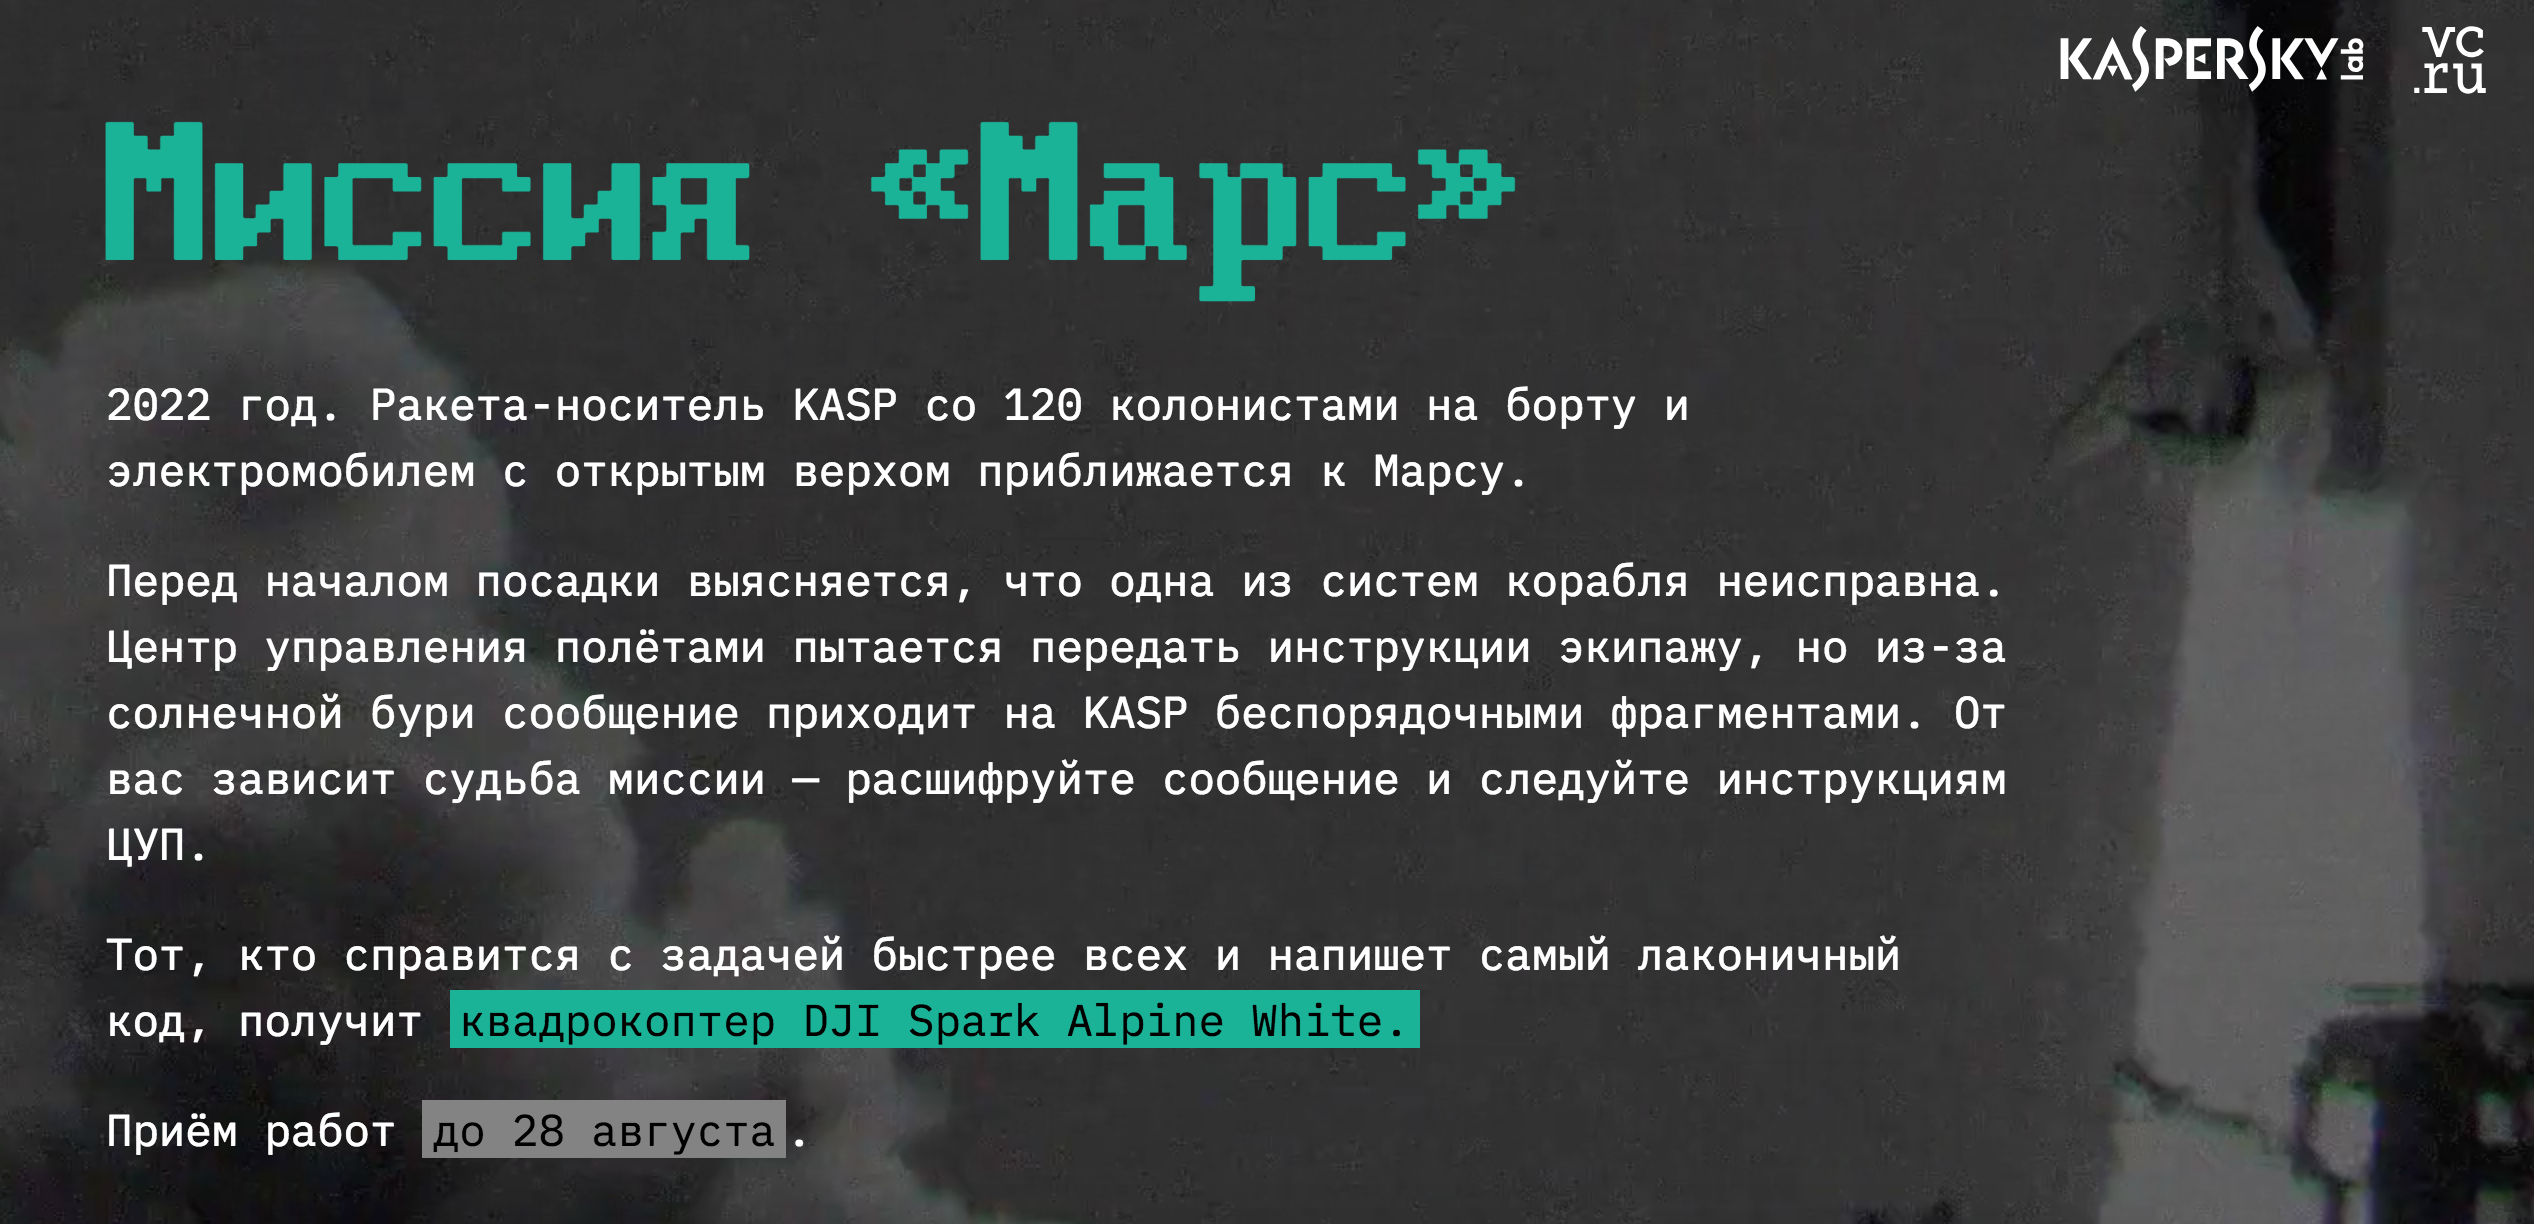 KASPERSKY lab
vc
.ru
Миссия «Марс»
2022 год. Ракета-носитель KASP со 120 колонистами на борту и
электромобилем с открытым верхом приближается к Марсу.
Перед началом посадки выясняется, что одна из систем корабля неисправна.
Центр управления полётами пытается передать инструкции экипажу, но из-за
солнечной бури сообщение приходит на KASP беспорядочными фрагментами. От
вас зависит судьба миссии — расшифруйте сообщение и следуйте инструкциям
ЦУП.
Тот, кто справится с задачей быстрее всех и напишет самый лаконичный
код, получит квадрокоптер DJI Spark Alpine White.
Приём работ до 28 августа.